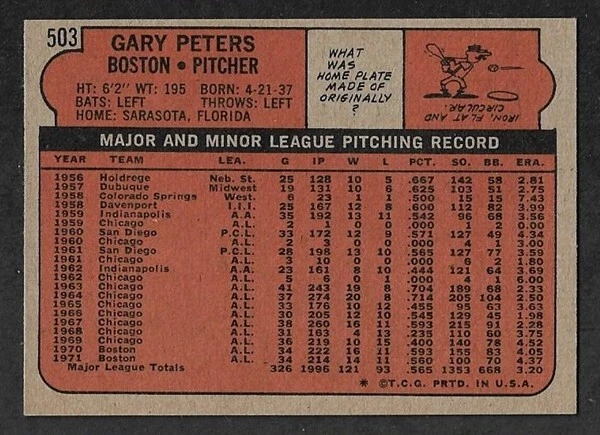 503
GARY PETERS
BOSTON • PITCHER
HT: 6'2" WT: 195 BORN: 4-21-37
BATS: LEFT THROWS: LEFT
HOME: SARASOTA, FLORIDA
WHAT
WAS
HOME PLATE
MADE OF
ORIGINALLY
?
IRON, FLAT AND
CIRCULAR.
MAJOR AND MINOR LEAGUE PITCHING RECORD
YEAR TEAM LEA. G IP W L PCT. SO. BB. ERA.
1956 Holdrege Neb. St. 25 128 10 5 .667 142 58 2.81
1957 Dubuque Midwest 19 131 10 6 .625 103 51 2.75
1958 Colorado Springs West. 6 23 1 1 .500 15 15 7.43
1958 Davenport I.I.I. 25 167 12 8 .600 112 82 3.99
1959 Indianapolis A.A. 35 192 13 11 .542 96 68 3.56
1959 Chicago A.L. 2 1 0 0 .000 1 2 0.00
1960 San Diego P.C.L. 33 172 12 9 .571 127 49 4.34
1960 Chicago A.L. 2 3 0 0 .000 4 1 3.00
1961 San Diego P.C.L. 28 198 13 10 .565 127 77 3.59
1961 Chicago A.L. 3 10 0 0 .000 6 2 1.80
1962 Indianapolis A.A. 23 161 8 10 .444 121 64 3.69
1962 Chicago A.L. 5 6 0 1 .000 4 1 6.00
1963 Chicago A.L. 41 243 19 8 .704 189 68 2.33
1964 Chicago A.L. 37 274 20 8 .714 205 104 2.50
1965 Chicago A.L. 33 176 10 12 .455 95 63 3.63
1966 Chicago A.L. 30 205 12 10 .545 129 45 1.98
1967 Chicago A.L. 38 260 16 11 .593 215 91 2.28
1968 Chicago A.L. 31 163 4 13 .235 110 60 3.75
1969 Chicago A.L. 36 219 10 15 .400 140 78 4.52
1970 Boston A.L. 34 222 16 11 .593 155 83 4.05
1971 Boston A.L. 34 214 14 11 .560 100 70 4.37
Major League Totals 326 1996 121 93 .565 1353 668 3.20
* ©T.C.G. PRTD. IN U.S.A.